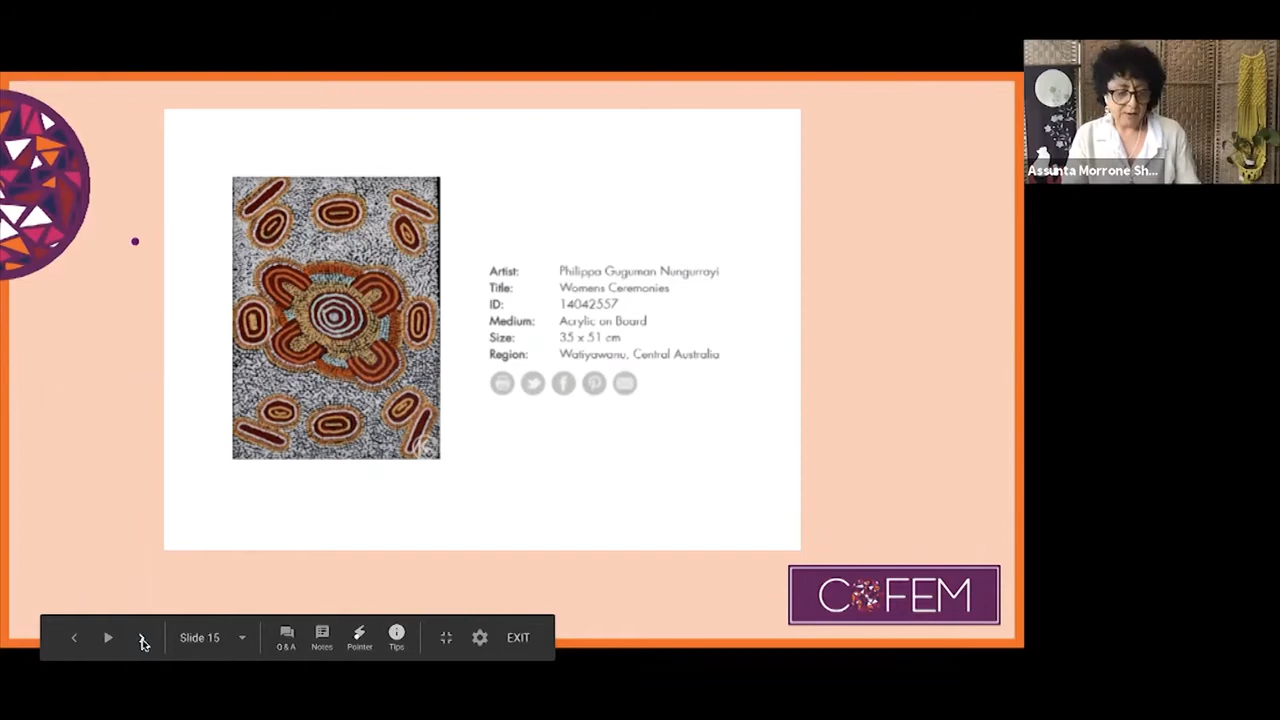 Assunta Morrone Sh...
Artist: Philippa Guguman Nungurrayi
Title: Womens Ceremonies
ID: 14042557
Medium: Acrylic on Board
Size: 35 x 51 cm
Region: Watiyawanu, Central Australia
COFEM
Slide 15
Q & A
Notes
Pointer
Tips
EXIT